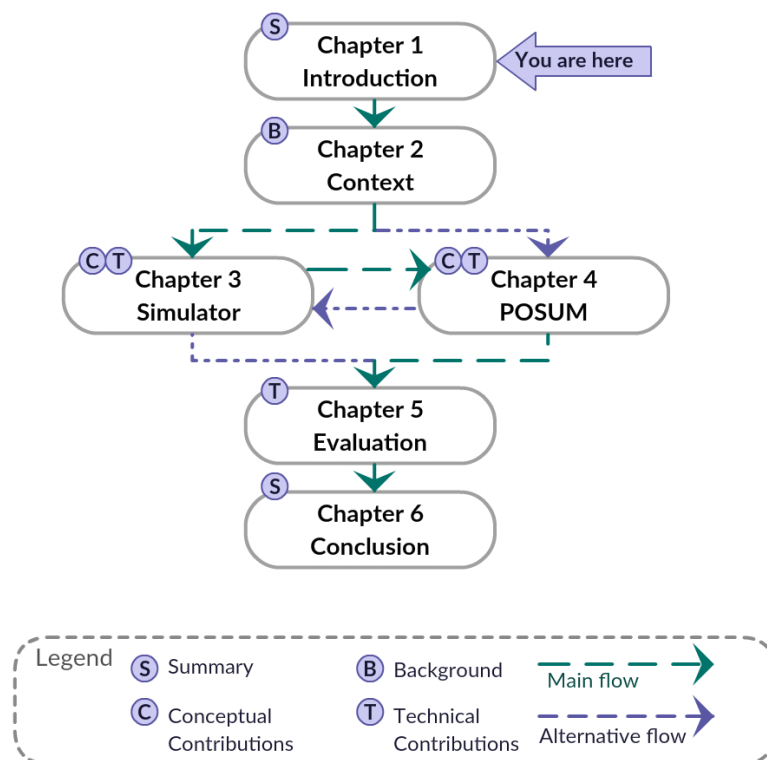 S
Chapter 1
Introduction
You are here
B
Chapter 2
Context
C T
Chapter 3
Simulator
C T
Chapter 4
POSUM
T
Chapter 5
Evaluation
S
Chapter 6
Conclusion
Legend
S Summary
B Background
Main flow
C Conceptual
Contributions
T Technical
Contributions
Alternative flow